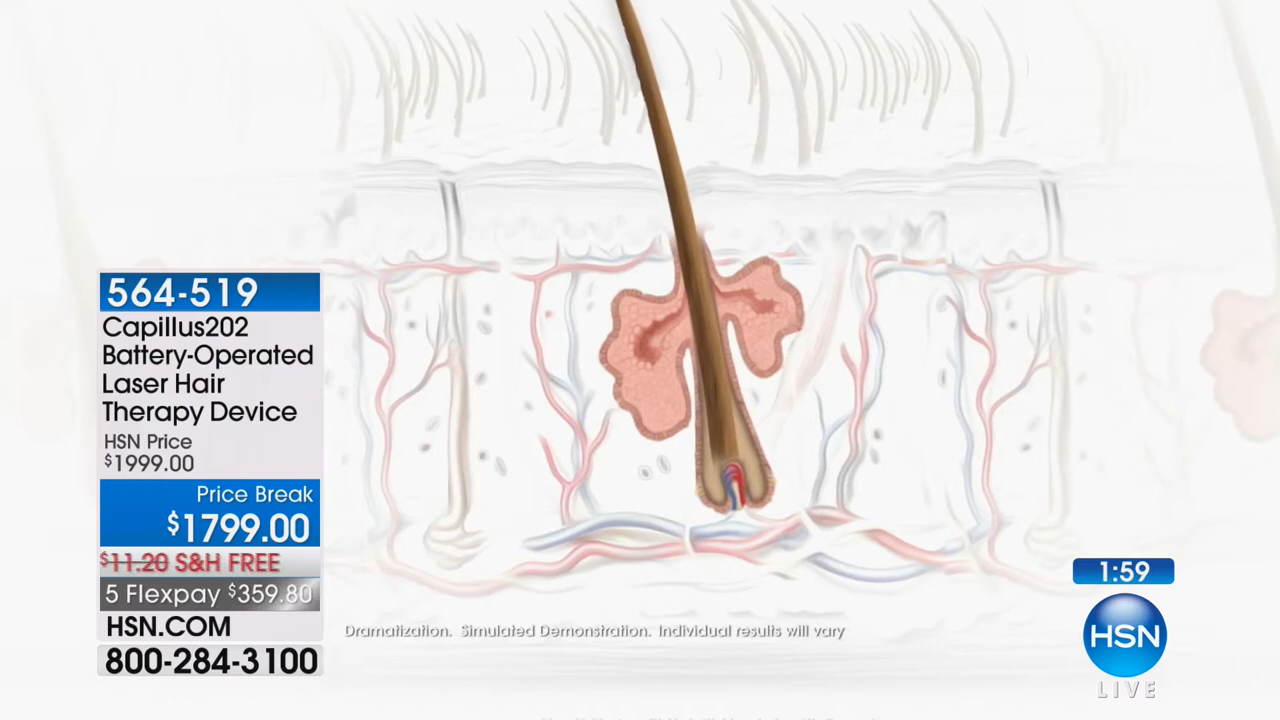 564-519
Capillus202
Battery-Operated
Laser Hair
Therapy Device
HSN Price
$1999.00
Price Break
$1799.00
$11.20 S&H FREE
5 Flexpay $359.80
HSN.COM
800-284-3100
Dramatization. Simulated Demonstration. Individual results will vary
1:59
HSN
LIVE